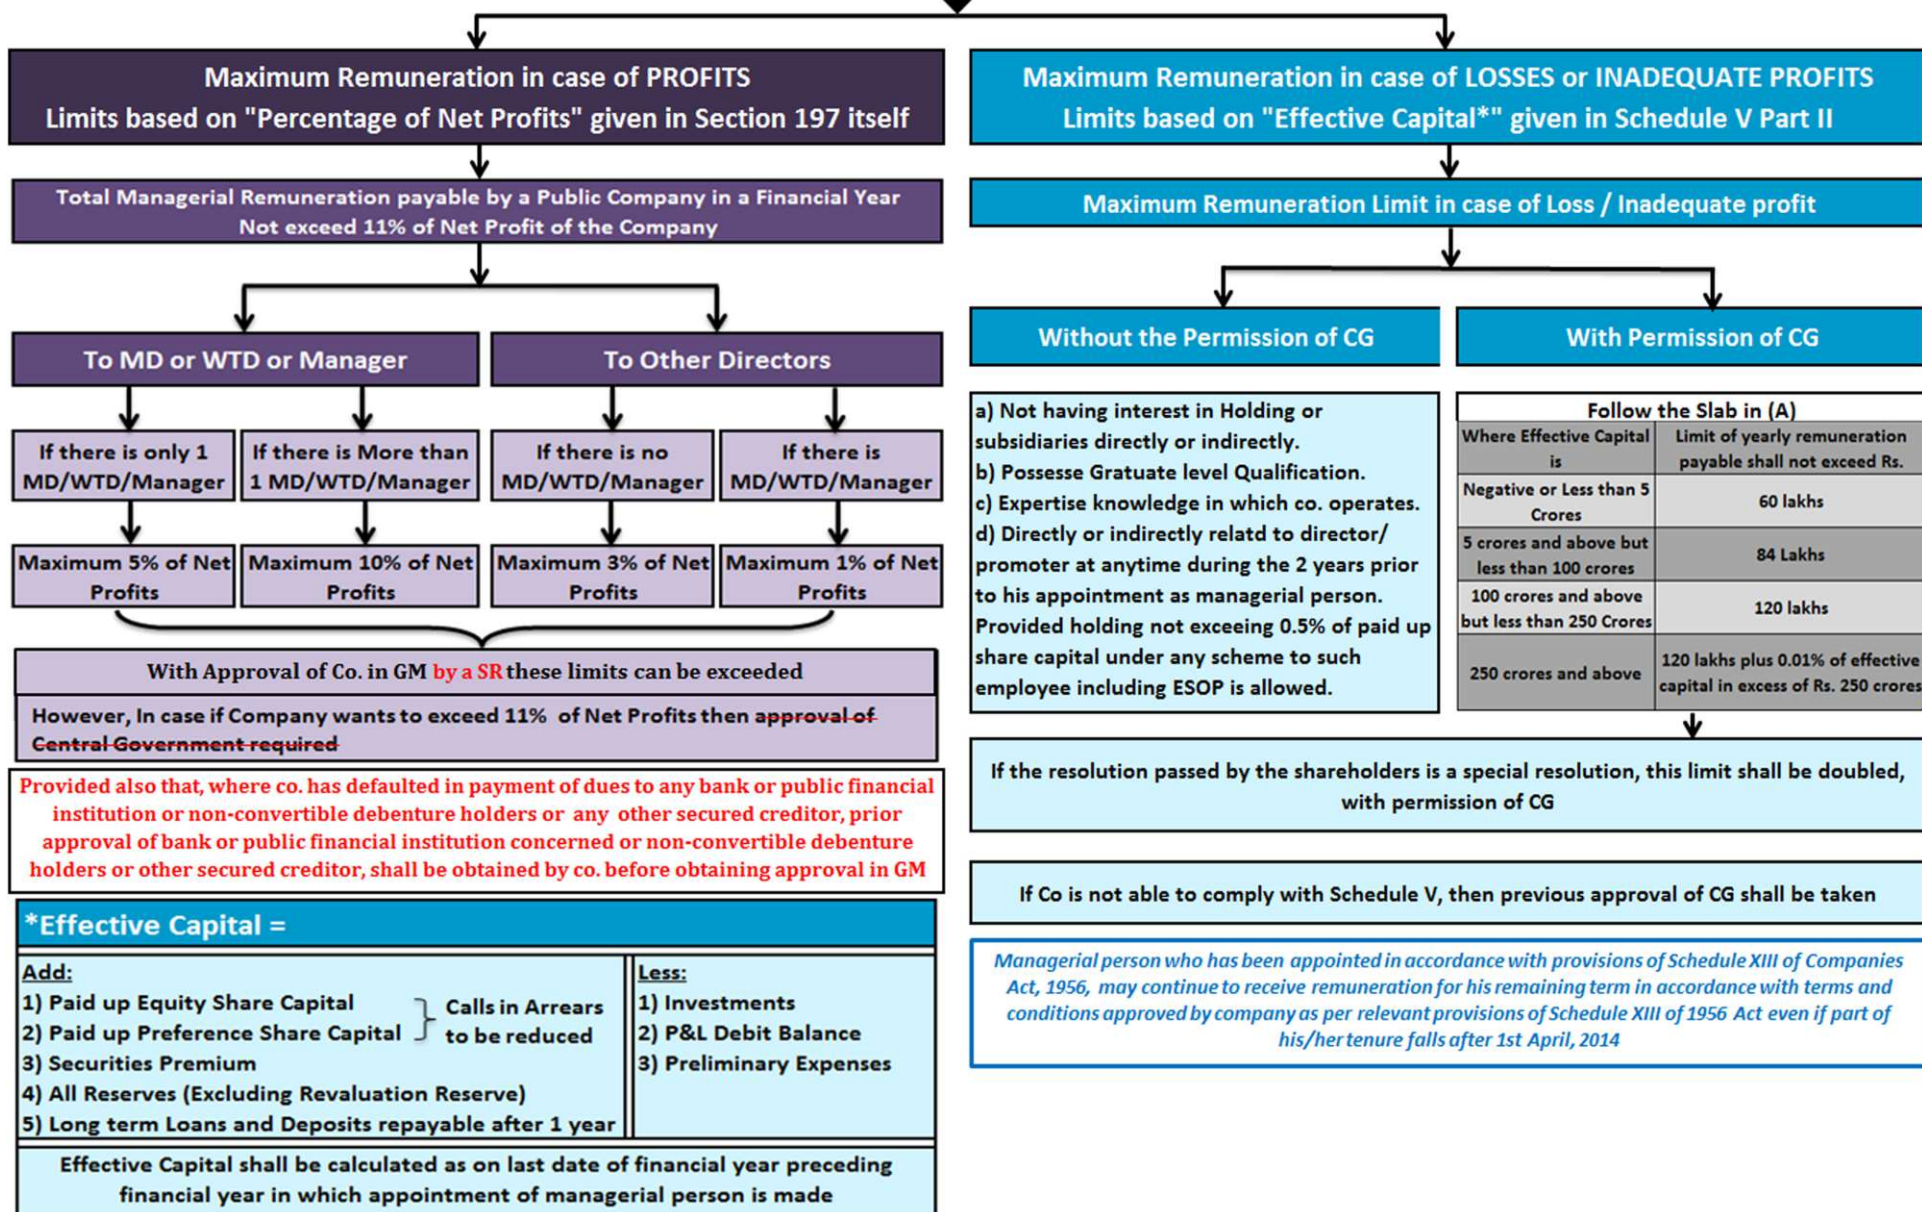 Maximum Remuneration in case of PROFITS
Limits based on "Percentage of Net Profits" given in Section 197 itself
Total Managerial Remuneration payable by a Public Company in a Financial Year
Not exceed 11% of Net Profit of the Company
To MD or WTD or Manager
To Other Directors
If there is only 1
MD/WTD/Manager
If there is More than
1 MD/WTD/Manager
If there is no
MD/WTD/Manager
If there is
MD/WTD/Manager
Maximum 5% of Net
Profits
Maximum 10% of Net
Profits
Maximum 3% of Net
Profits
Maximum 1% of Net
Profits
With Approval of Co. in GM by a SR these limits can be exceeded
However, In case if Company wants to exceed 11% of Net Profits then approval of
Central Government required
Provided also that, where co. has defaulted in payment of dues to any bank or public financial
institution or non-convertible debenture holders or any other secured creditor, prior
approval of bank or public financial institution concerned or non-convertible debenture
holders or other secured creditor, shall be obtained by co. before obtaining approval in GM
*Effective Capital =
Add:
1) Paid up Equity Share Capital
2) Paid up Preference Share Capital
Calls in Arrears
to be reduced
3) Securities Premium
4) All Reserves (Excluding Revaluation Reserve)
5) Long term Loans and Deposits repayable after 1 year
Less:
1) Investments
2) P&L Debit Balance
3) Preliminary Expenses
Effective Capital shall be calculated as on last date of financial year preceding
financial year in which appointment of managerial person is made
Maximum Remuneration in case of LOSSES or INADEQUATE PROFITS
Limits based on "Effective Capital*" given in Schedule V Part II
Maximum Remuneration Limit in case of Loss / Inadequate profit
Without the Permission of CG
a) Not having interest in Holding or
subsidiaries directly or indirectly.
b) Possesse Gratuate level Qualification.
c) Expertise knowledge in which co. operates.
d) Directly or indirectly relatd to director/
promoter at anytime during the 2 years prior
to his appointment as managerial person.
Provided holding not exceeing 0.5% of paid up
share capital under any scheme to such
employee including ESOP is allowed.
With Permission of CG
Follow the Slab in (A)
Where Effective Capital
is
Limit of yearly remuneration
payable shall not exceed Rs.
Negative or Less than 5
Crores
60 lakhs
5 crores and above but
less than 100 crores
84 Lakhs
100 crores and above
but less than 250 Crores
120 lakhs
250 crores and above
120 lakhs plus 0.01% of effective
capital in excess of Rs. 250 crores
If the resolution passed by the shareholders is a special resolution, this limit shall be doubled,
with permission of CG
If Co is not able to comply with Schedule V, then previous approval of CG shall be taken
Managerial person who has been appointed in accordance with provisions of Schedule XIII of Companies
Act, 1956, may continue to receive remuneration for his remaining term in accordance with terms and
conditions approved by company as per relevant provisions of Schedule XIII of 1956 Act even if part of
his/her tenure falls after 1st April, 2014